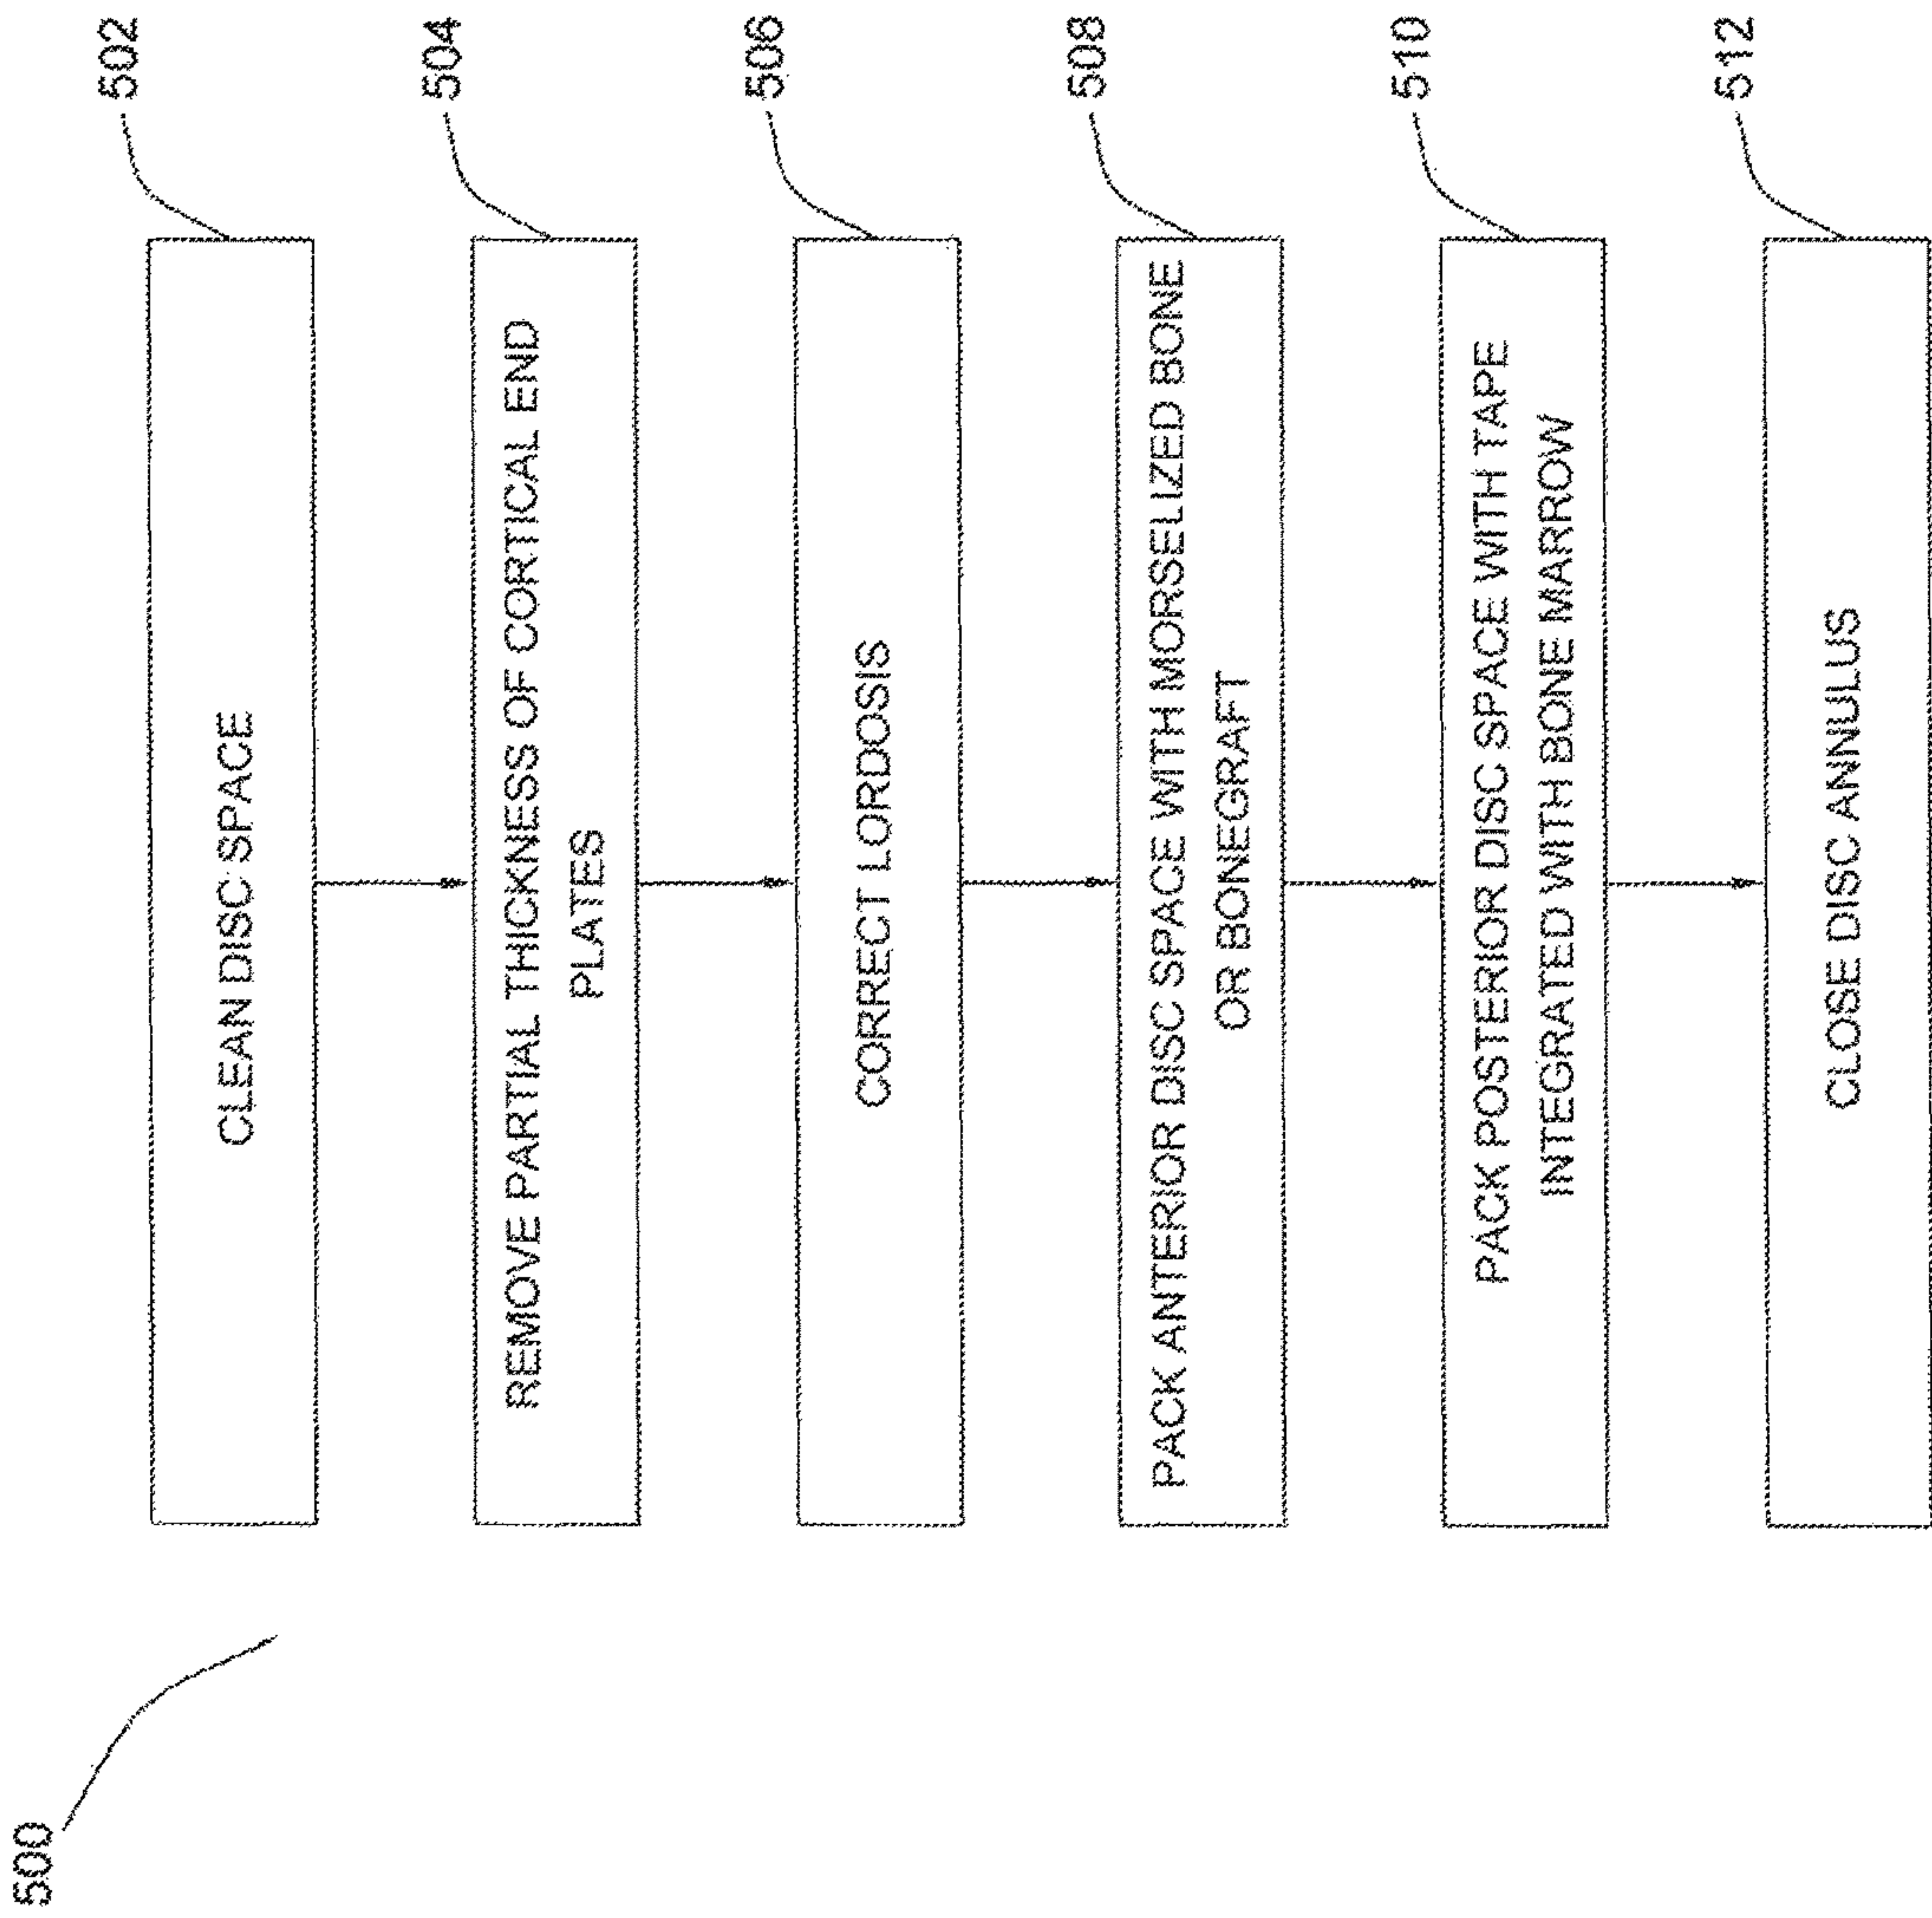 500
CLEAN DISC SPACE
502
REMOVE PARTIAL THICKNESS OF CORTICAL END
PLATES
504
CORRECT LORDOSIS
506
PACK ANTERIOR DISC SPACE WITH MORSELIZED BONE
OR BONEGRAFT
508
PACK POSTERIOR DISC SPACE WITH TAPE
INTEGRATED WITH BONE MARROW
510
CLOSE DISC ANNULUS
512